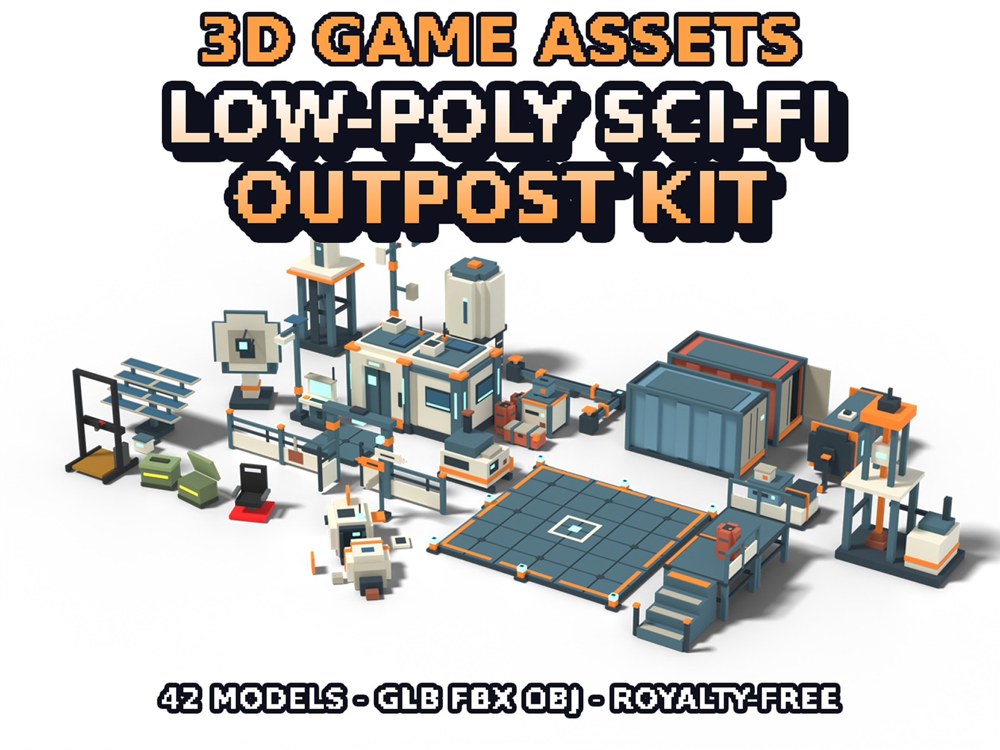 3D GAME ASSETS
LOW-POLY SCI-FI
OUTPOST KIT
42 MODELS - GLB FBX OBJ - ROYALTY-FREE